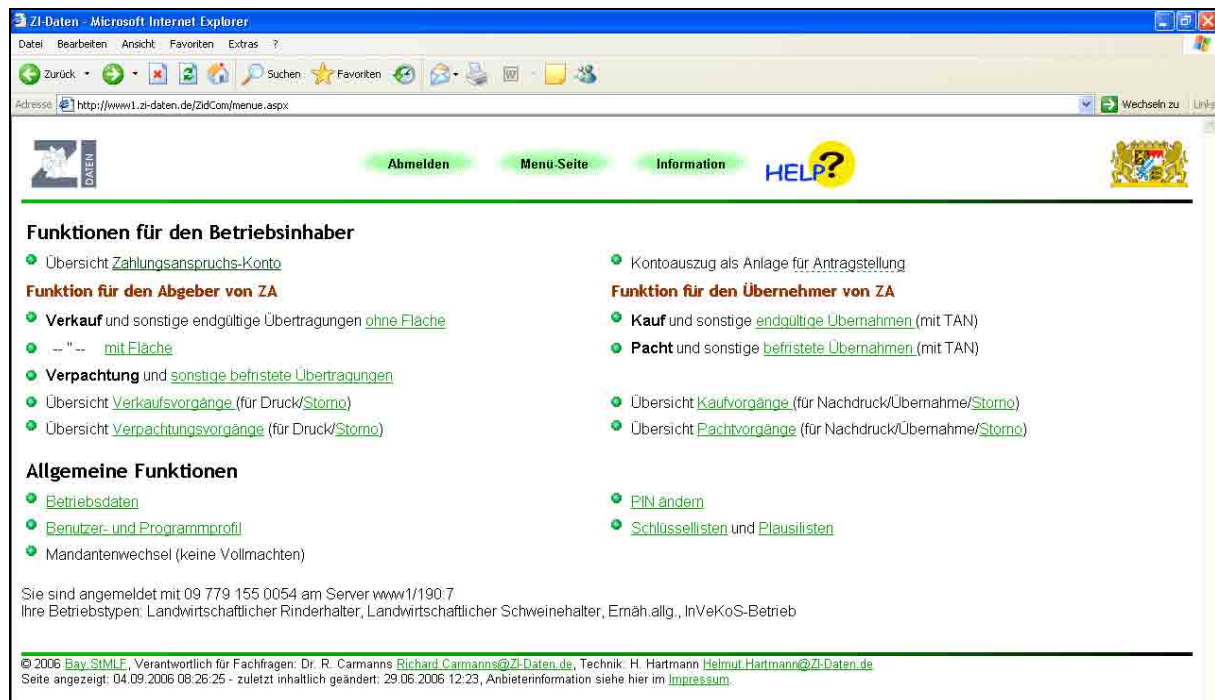 ZI-Daten - Microsoft Internet Explorer
Datei Bearbeiten Ansicht Favoriten Extras ?
Zurück Suchen Favoriten
Adresse http://www1.zi-daten.de/ZidCom/menue.aspx Wechseln zu Links
ZI DATEN Abmelden Menü-Seite Information HELP?
Funktionen für den Betriebsinhaber
Übersicht Zahlungsanspruchs-Konto
Kontoauszug als Anlage für Antragstellung
Funktion für den Abgeber von ZA
Funktion für den Übernehmer von ZA
Verkauf und sonstige endgültige Übertragungen ohne Fläche
Kauf und sonstige endgültige Übernahmen (mit TAN)
-- " -- mit Fläche
Pacht und sonstige befristete Übernahmen (mit TAN)
Verpachtung und sonstige befristete Übertragungen
Übersicht Verkaufsvorgänge (für Druck/Storno)
Übersicht Kaufvorgänge (für Nachdruck/Übernahme/Storno)
Übersicht Verpachtungsvorgänge (für Druck/Storno)
Übersicht Pachtvorgänge (für Nachdruck/Übernahme/Storno)
Allgemeine Funktionen
Betriebsdaten
PIN ändern
Benutzer- und Programmprofil
Schlüssellisten und Plausilisten
Mandantenwechsel (keine Vollmachten)
Sie sind angemeldet mit 09 779 155 0054 am Server www1/190:7
Ihre Betriebstypen: Landwirtschaftlicher Rinderhalter, Landwirtschaftlicher Schweinehalter, Ernäh.allg., InVeKoS-Betrieb
© 2006 Bay.StMLF, Verantwortlich für Fachfragen: Dr. R. Carmanns Richard.Carmanns@ZI-Daten.de, Technik: H. Hartmann Helmut.Hartmann@ZI-Daten.de
Seite angezeigt: 04.09.2006 08:26:25 - zuletzt inhaltlich geändert: 29.06.2006 12:23, Anbieterinformation siehe hier im Impressum.